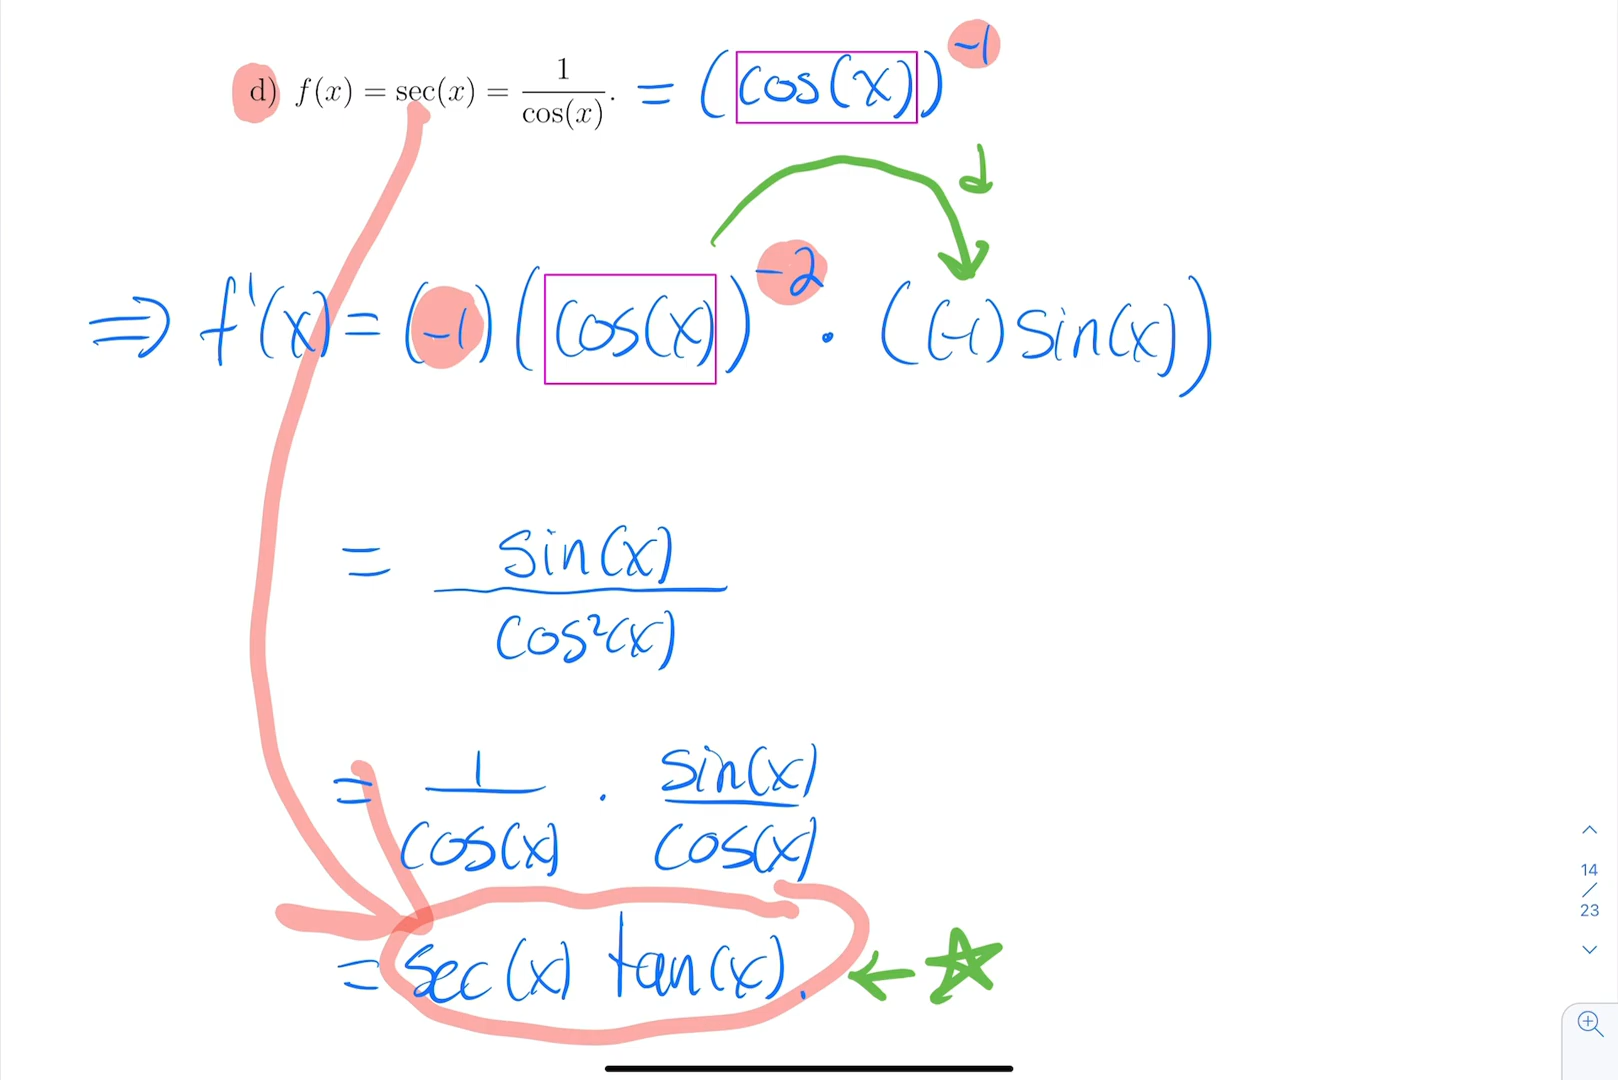 d) f(x) = sec(x) = 1/cos(x). = (cos(x))^-1
d
⇒ f'(x) = (-1)(cos(x))^-2 · ((-1)sin(x))
= sin(x)/cos²(x)
= 1/cos(x) · sin(x)/cos(x)
= sec(x) tan(x). ← ☆
14
/
23